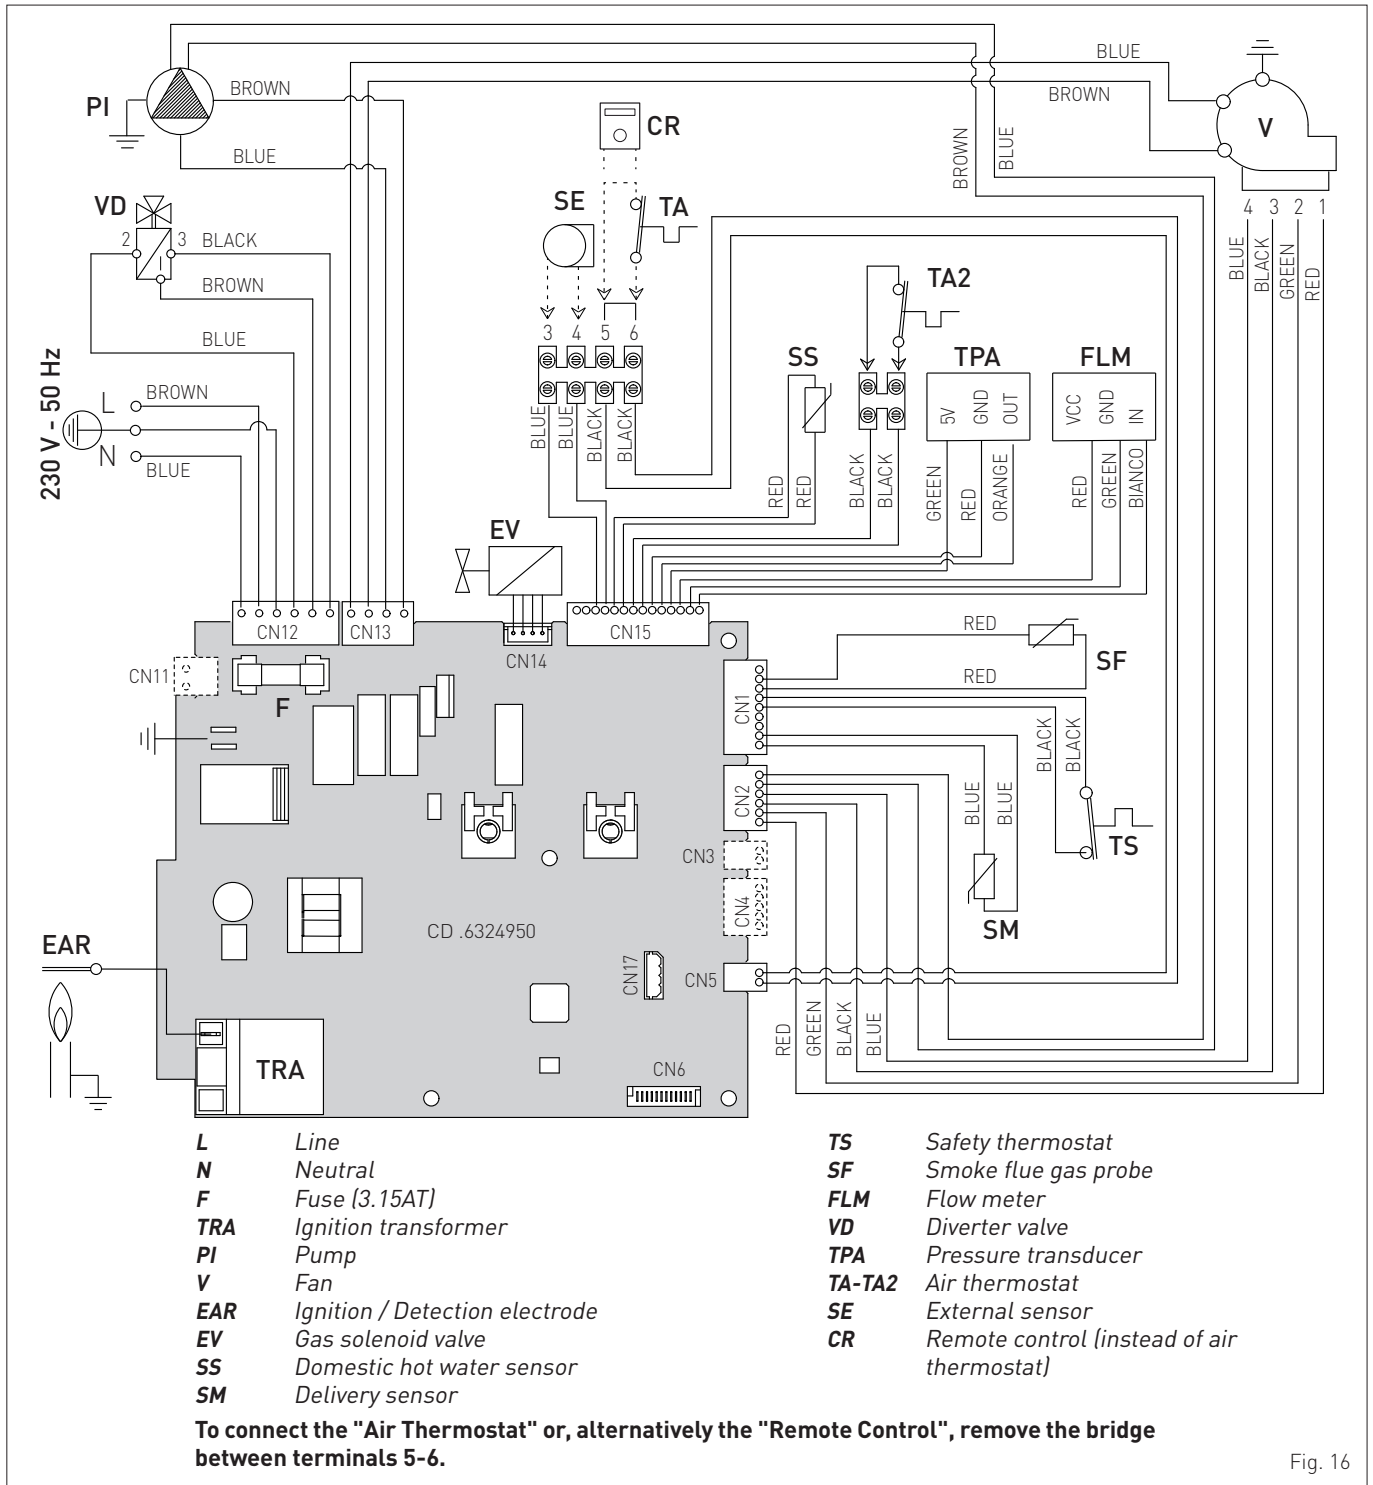 BLUE
BROWN
PI
BROWN
CR
V
BLUE
BROWN
BLUE
VD
SE
TA
2
3
BLACK
4 3 2 1
BLUE
BLACK
GREEN
RED
BROWN
TA2
3 4 5 6
BLUE
SS
TPA
FLM
230 V - 50 Hz
L
BROWN
5V
GND
OUT
VCC
GND
IN
N
BLUE
BLUE
BLUE
BLACK
BLACK
RED
RED
BLACK
BLACK
GREEN
RED
ORANGE
RED
GREEN
BIANCO
EV
CN12
CN13
CN14
CN15
RED
SF
RED
CN11
F
CN1
BLACK
BLACK
CN2
BLUE
BLUE
TS
CN3
CN4
SM
CD .6324950
EAR
CN17
CN5
RED
GREEN
BLACK
BLUE
TRA
CN6
L Line
N Neutral
F Fuse (3.15AT)
TRA Ignition transformer
PI Pump
V Fan
EAR Ignition / Detection electrode
EV Gas solenoid valve
SS Domestic hot water sensor
SM Delivery sensor
TS Safety thermostat
SF Smoke flue gas probe
FLM Flow meter
VD Diverter valve
TPA Pressure transducer
TA-TA2 Air thermostat
SE External sensor
CR Remote control (instead of air
thermostat)
To connect the "Air Thermostat" or, alternatively the "Remote Control", remove the bridge
between terminals 5-6.
Fig. 16